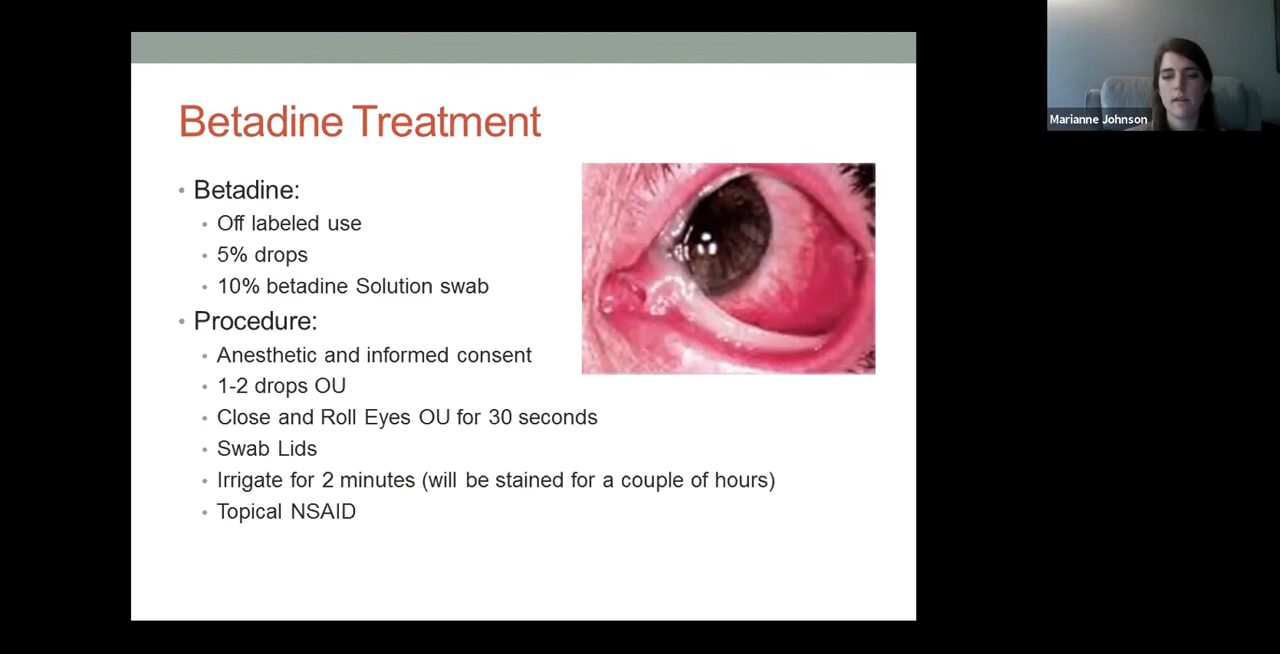 Betadine Treatment
• Betadine:
• Off labeled use
• 5% drops
• 10% betadine Solution swab
• Procedure:
• Anesthetic and informed consent
• 1-2 drops OU
• Close and Roll Eyes OU for 30 seconds
• Swab Lids
• Irrigate for 2 minutes (will be stained for a couple of hours)
• Topical NSAID
Marianne Johnson